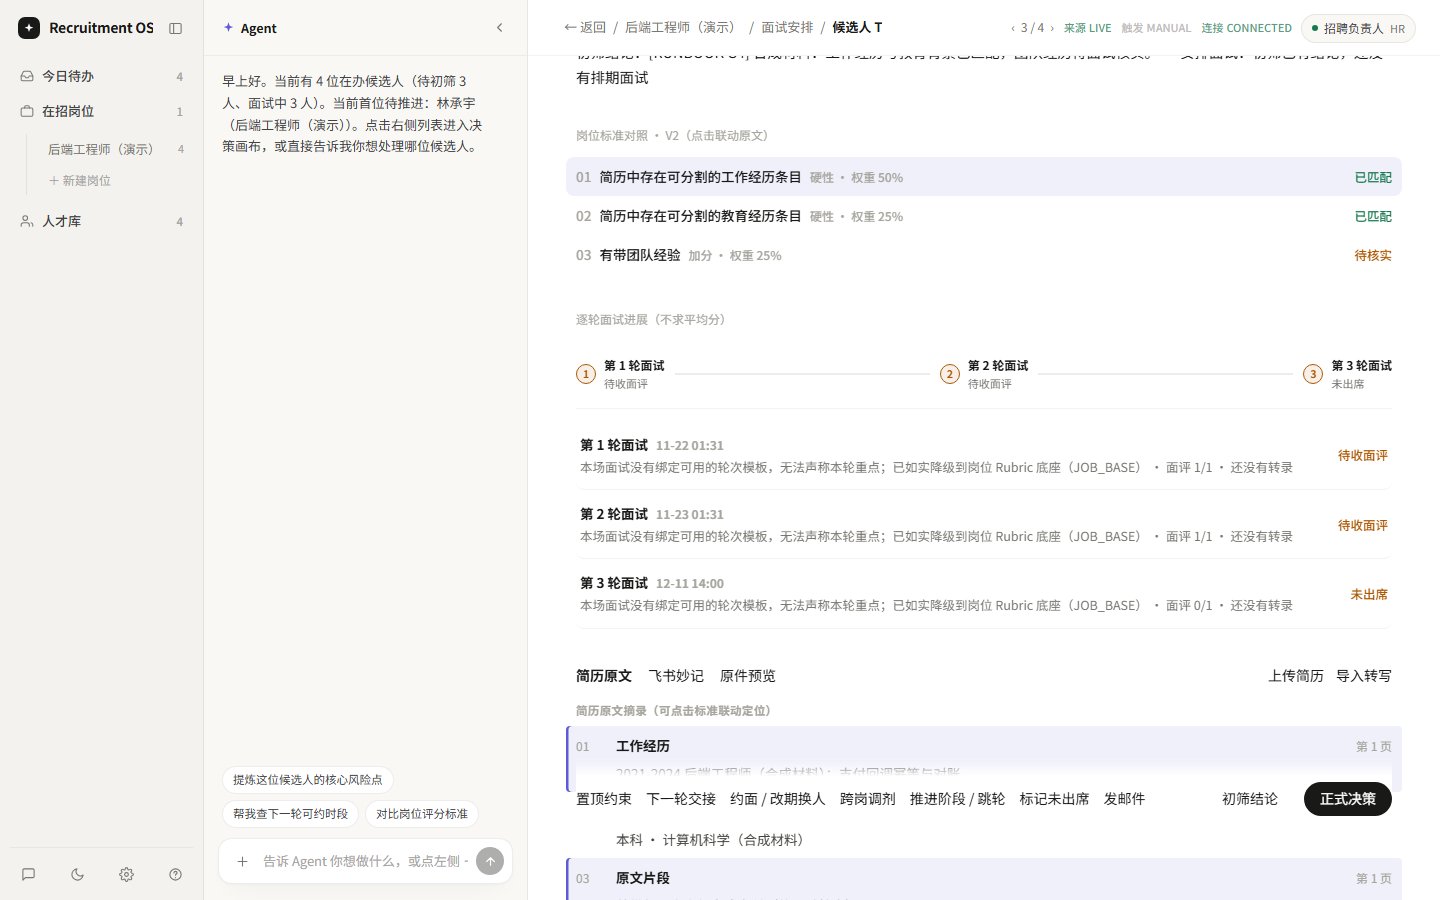 Recruitment OS
今日待办 4
在招岗位 1
后端工程师（演示） 4
+ 新建岗位
人才库 4
Agent
早上好。当前有 4 位在办候选人（待初筛 3
人、面试中 3 人）。当前首位待推进：林承宇
（后端工程师（演示））。点击右侧列表进入决
策画布，或直接告诉我你想处理哪位候选人。
提炼这位候选人的核心风险点
帮我查下一轮可约时段
对比岗位评分标准
告诉 Agent 你想做什么，或点左侧
← 返回 / 后端工程师（演示） / 面试安排 / 候选人 T
‹ 3 / 4 › 来源 LIVE 触发 MANUAL 连接 CONNECTED 招聘负责人 HR
有排期面试
岗位标准对照 · V2（点击联动原文）
01 简历中存在可分割的工作经历条目 硬性 · 权重 50% 已匹配
02 简历中存在可分割的教育经历条目 硬性 · 权重 25% 已匹配
03 有带团队经验 加分 · 权重 25% 待核实
逐轮面试进展（不求平均分）
1 第 1 轮面试 待收面评
2 第 2 轮面试 待收面评
3 第 3 轮面试 未出席
第 1 轮面试 11-22 01:31
本场面试没有绑定可用的轮次模板，无法声称本轮重点；已如实降级到岗位 Rubric 底座（JOB_BASE） · 面评 1/1 · 还没有转录
待收面评
第 2 轮面试 11-23 01:31
本场面试没有绑定可用的轮次模板，无法声称本轮重点；已如实降级到岗位 Rubric 底座（JOB_BASE） · 面评 1/1 · 还没有转录
待收面评
第 3 轮面试 12-11 14:00
本场面试没有绑定可用的轮次模板，无法声称本轮重点；已如实降级到岗位 Rubric 底座（JOB_BASE） · 面评 0/1 · 还没有转录
未出席
简历原文 飞书妙记 原件预览 上传简历 导入转写
简历原文摘录（可点击标准联动定位）
01 工作经历 第 1 页
2021-2024 后端工程师（合成材料）：支付回调幂等与对账
置顶约束 下一轮交接 约面 / 改期换人 跨岗调剂 推进阶段 / 跳轮 标记未出席 发邮件 初筛结论 正式决策
本科 · 计算机科学（合成材料）
03 原文片段 第 1 页